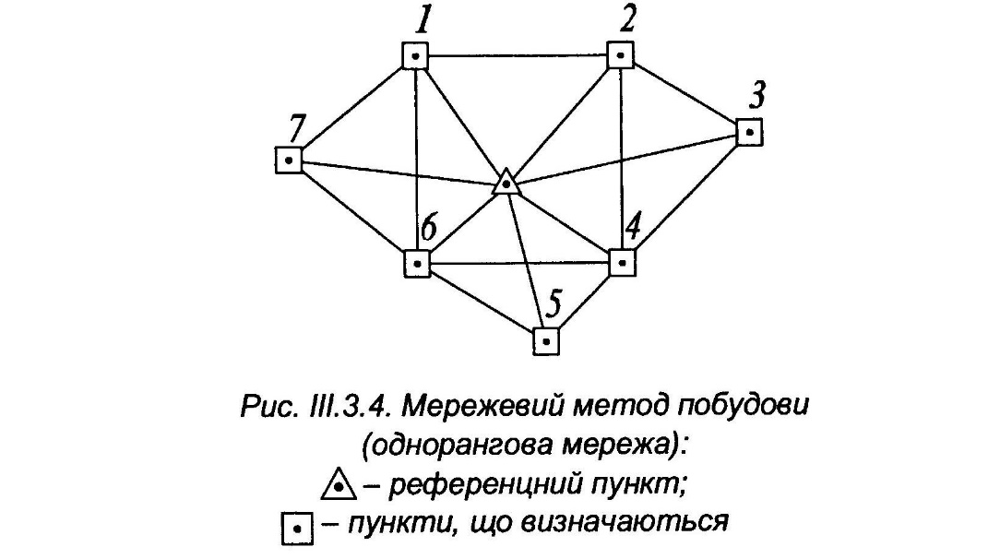 1
2
3
7
6
4
5
Рис. III.3.4. Мережевий метод побудови
(однорангова мережа):
– референцний пункт;
– пункти, що визначаються